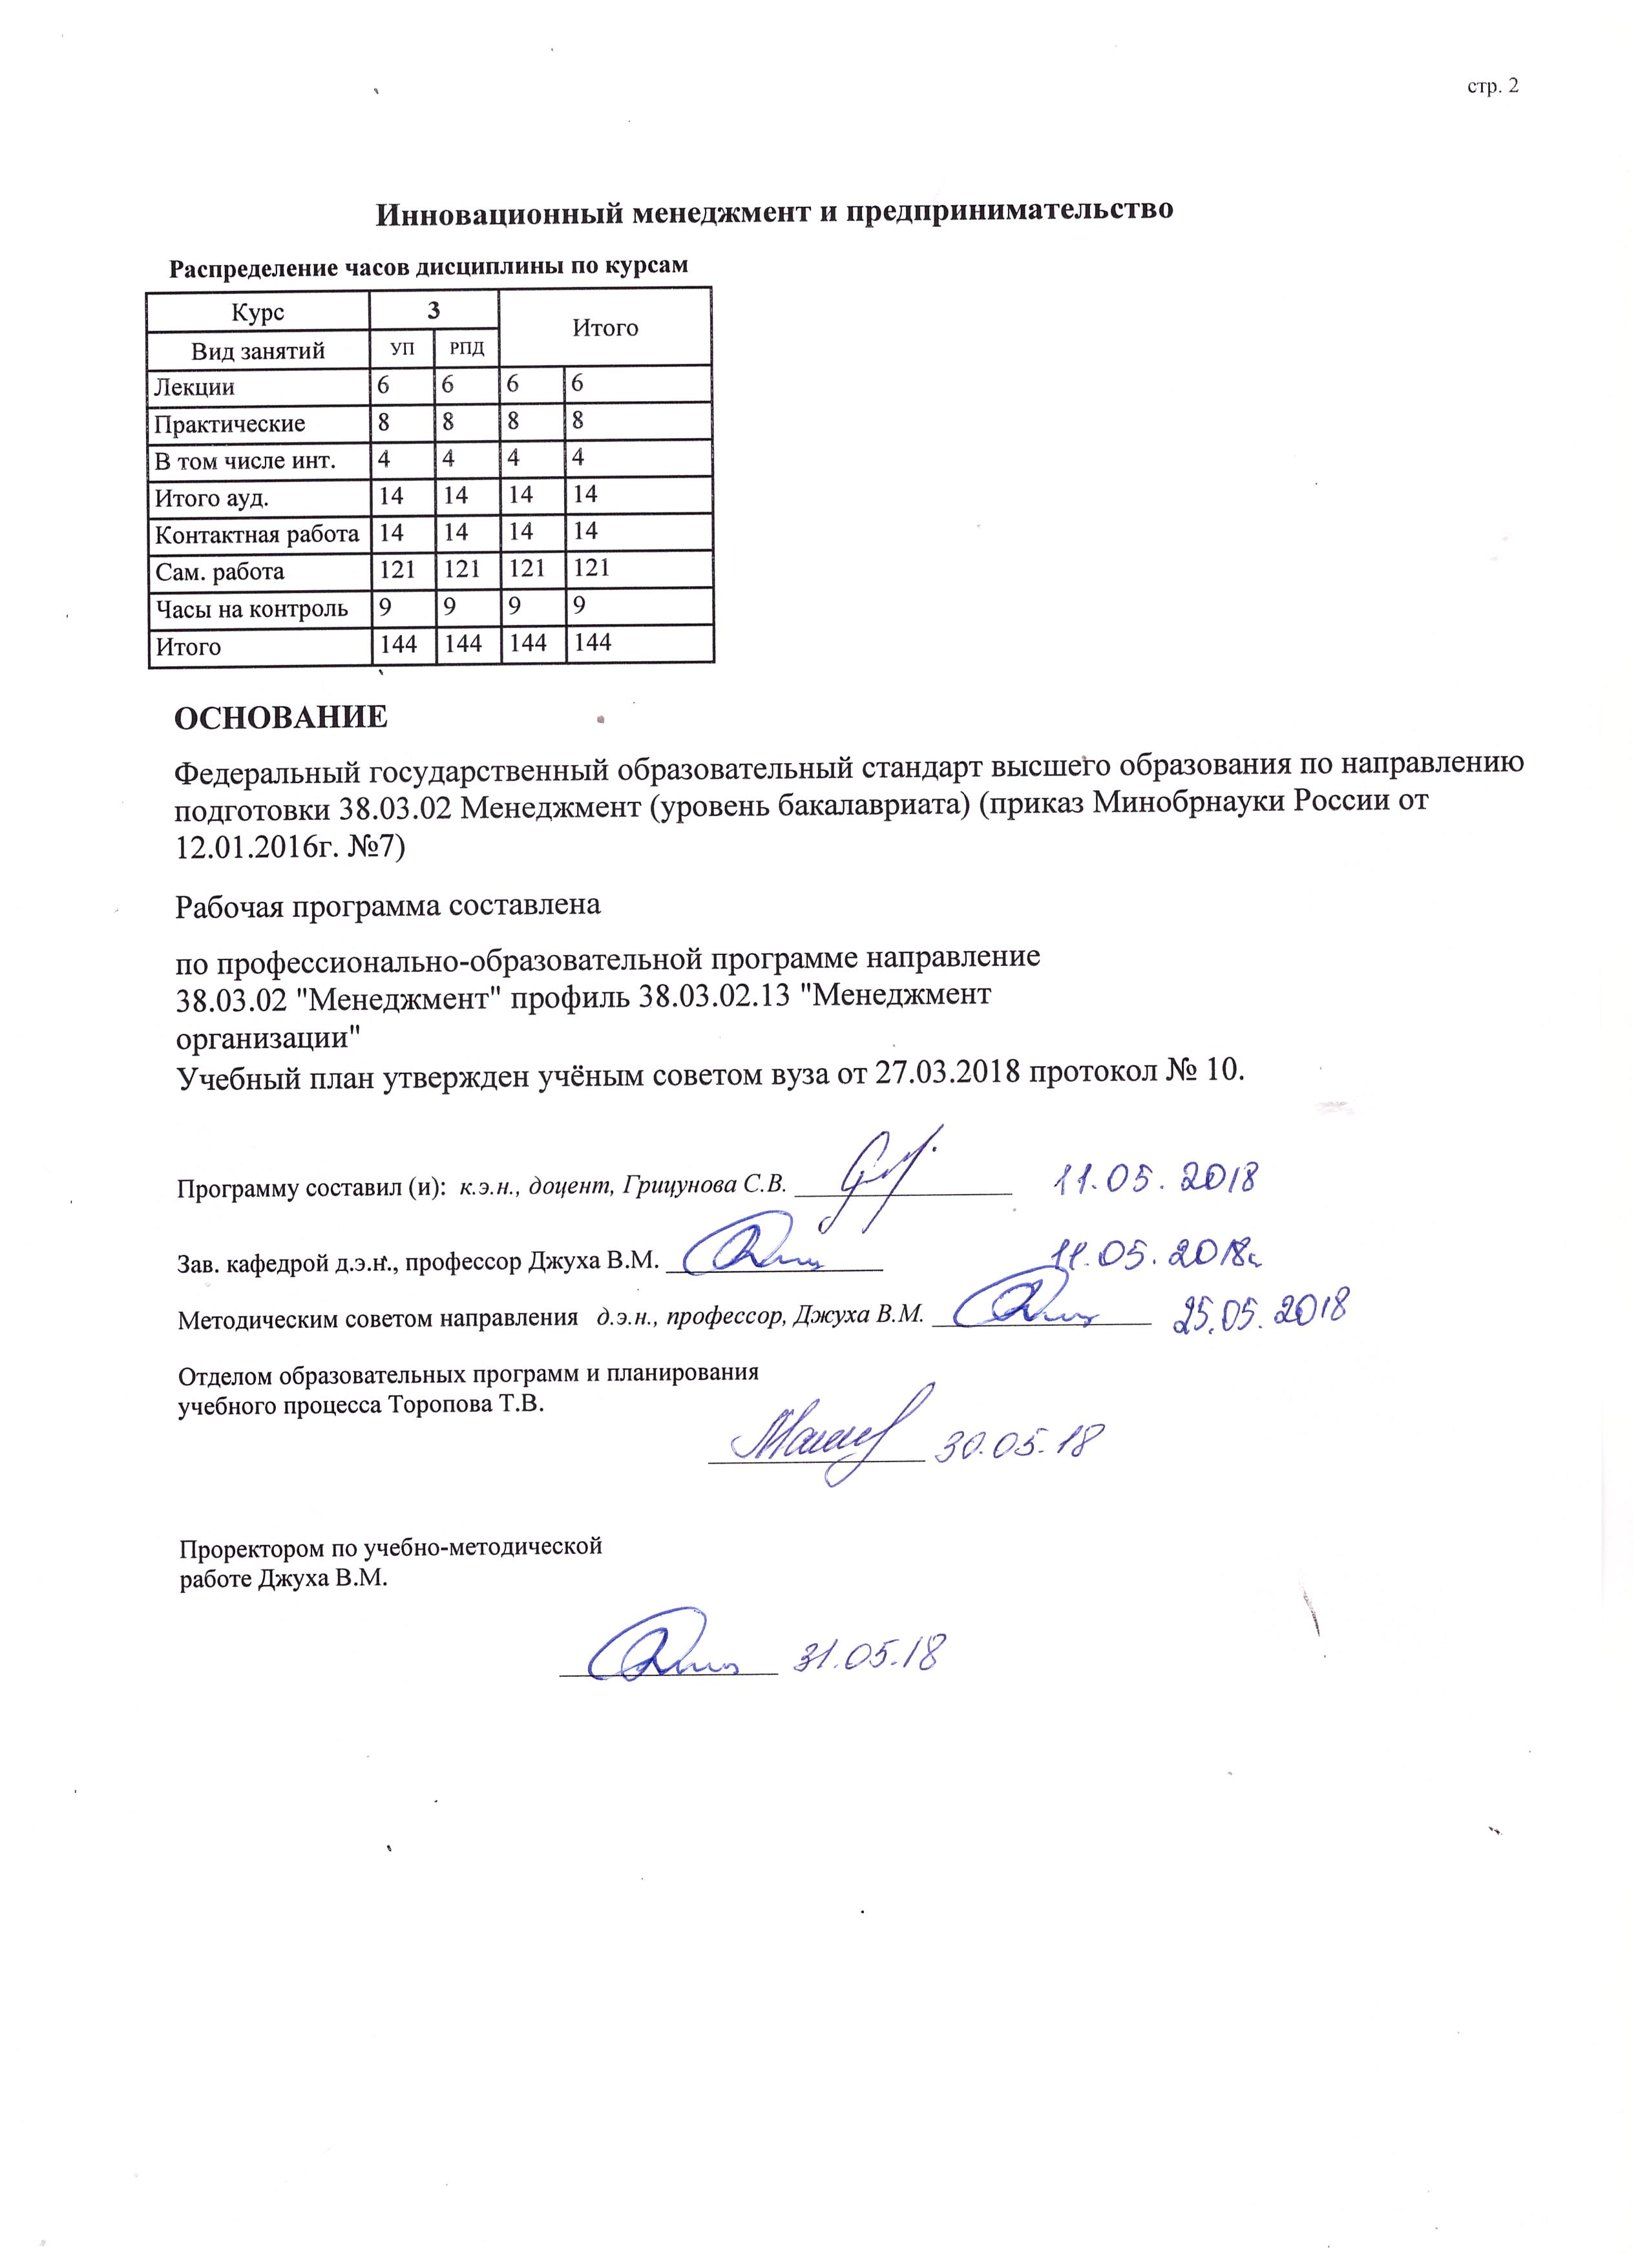 стр. 2
Инновационный менеджмент и предпринимательство
Распределение часов дисциплины по курсам
Курс 3 Итого
Вид занятий УП РПД
Лекции 6 6 6 6
Практические 8 8 8 8
В том числе инт. 4 4 4 4
Итого ауд. 14 14 14 14
Контактная работа 14 14 14 14
Сам. работа 121 121 121 121
Часы на контроль 9 9 9 9
Итого 144 144 144 144
ОСНОВАНИЕ
Федеральный государственный образовательный стандарт высшего образования по направлению
подготовки 38.03.02 Менеджмент (уровень бакалавриата) (приказ Минобрнауки России от
12.01.2016г. №7)
Рабочая программа составлена
по профессионально-образовательной программе направление
38.03.02 "Менеджмент" профиль 38.03.02.13 "Менеджмент
организации"
Учебный план утвержден учёным советом вуза от 27.03.2018 протокол № 10.
Программу составил (и): к.э.н., доцент, Грицунова С.В. 11.05.2018
Зав. кафедрой д.э.н., профессор Джуха В.М. 11.05.2018г
Методическим советом направления д.э.н., профессор, Джуха В.М. 25.05.2018
Отделом образовательных программ и планирования
учебного процесса Торопова Т.В.
30.05.18
Проректором по учебно-методической
работе Джуха В.М.
31.05.18